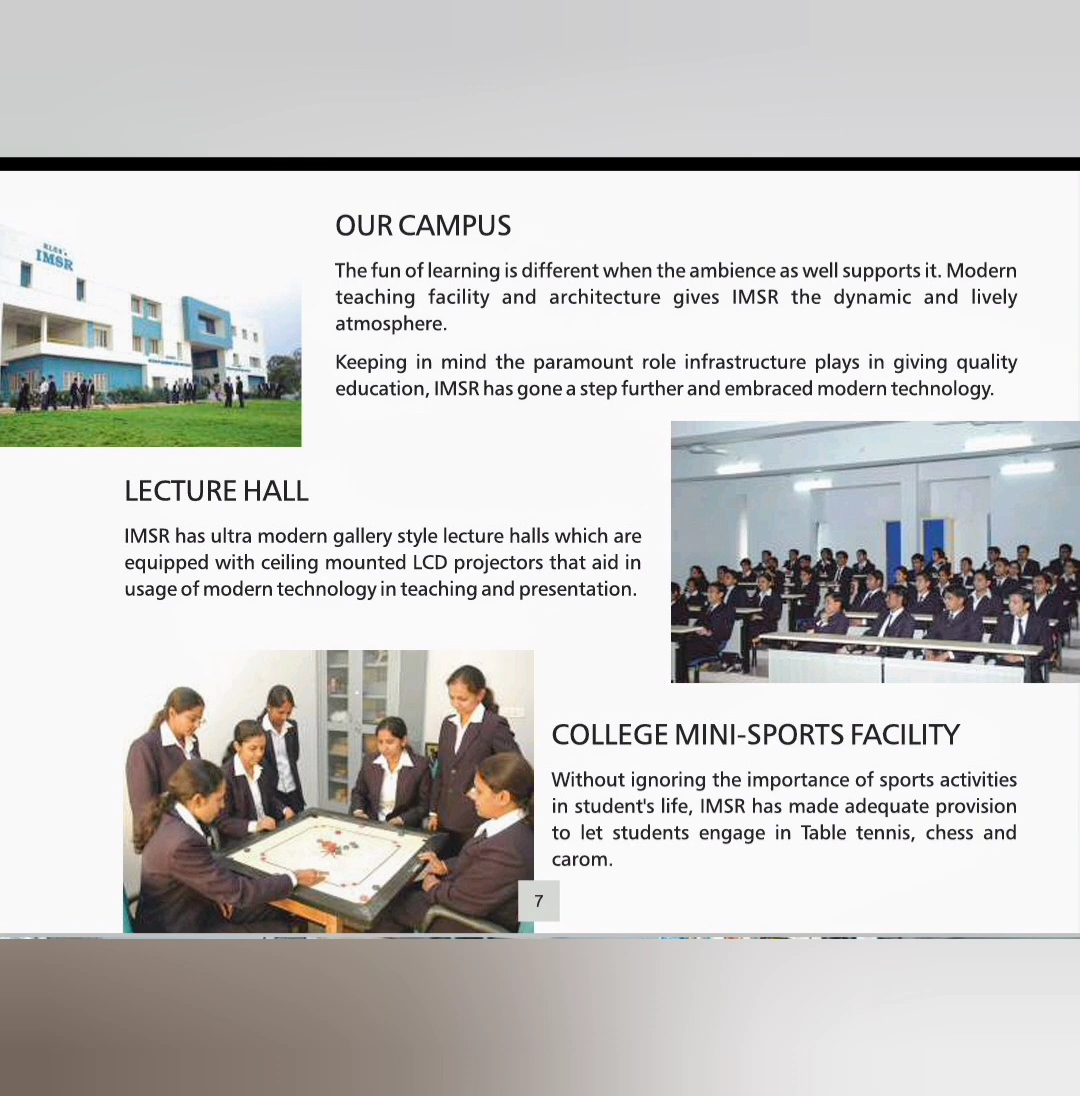 KLES's
IMSR
OUR CAMPUS
The fun of learning is different when the ambience as well supports it. Modern
teaching facility and architecture gives IMSR the dynamic and lively
atmosphere.
Keeping in mind the paramount role infrastructure plays in giving quality
education, IMSR has gone a step further and embraced modern technology.
LECTURE HALL
IMSR has ultra modern gallery style lecture halls which are
equipped with ceiling mounted LCD projectors that aid in
usage of modern technology in teaching and presentation.
COLLEGE MINI-SPORTS FACILITY
Without ignoring the importance of sports activities
in student's life, IMSR has made adequate provision
to let students engage in Table tennis, chess and
carom.
7